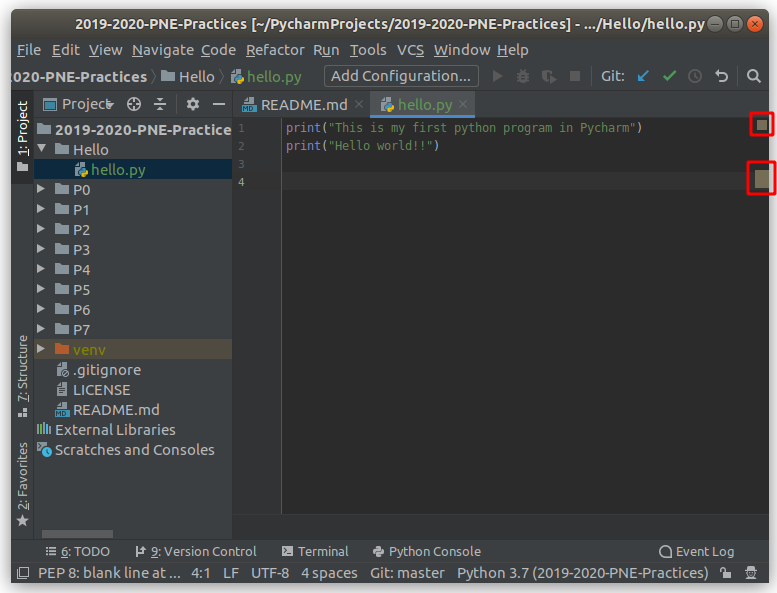 2019-2020-PNE-Practices [~/PycharmProjects/2019-2020-PNE-Practices] - .../Hello/hello.py
File Edit View Navigate Code Refactor Run Tools VCS Window Help
2020-PNE-Practices Hello hello.py Add Configuration... Git:
1: Project
Project
README.md hello.py
2019-2020-PNE-Practice
Hello
hello.py
P0
P1
P2
P3
P4
P5
P6
P7
venv
.gitignore
LICENSE
README.md
External Libraries
Scratches and Consoles
1 print("This is my first python program in Pycharm")
2 print("Hello world!!")
3
4
7: Structure
2: Favorites
6: TODO 9: Version Control Terminal Python Console Event Log
PEP 8: blank line at ... 4:1 LF UTF-8 4 spaces Git: master Python 3.7 (2019-2020-PNE-Practices)